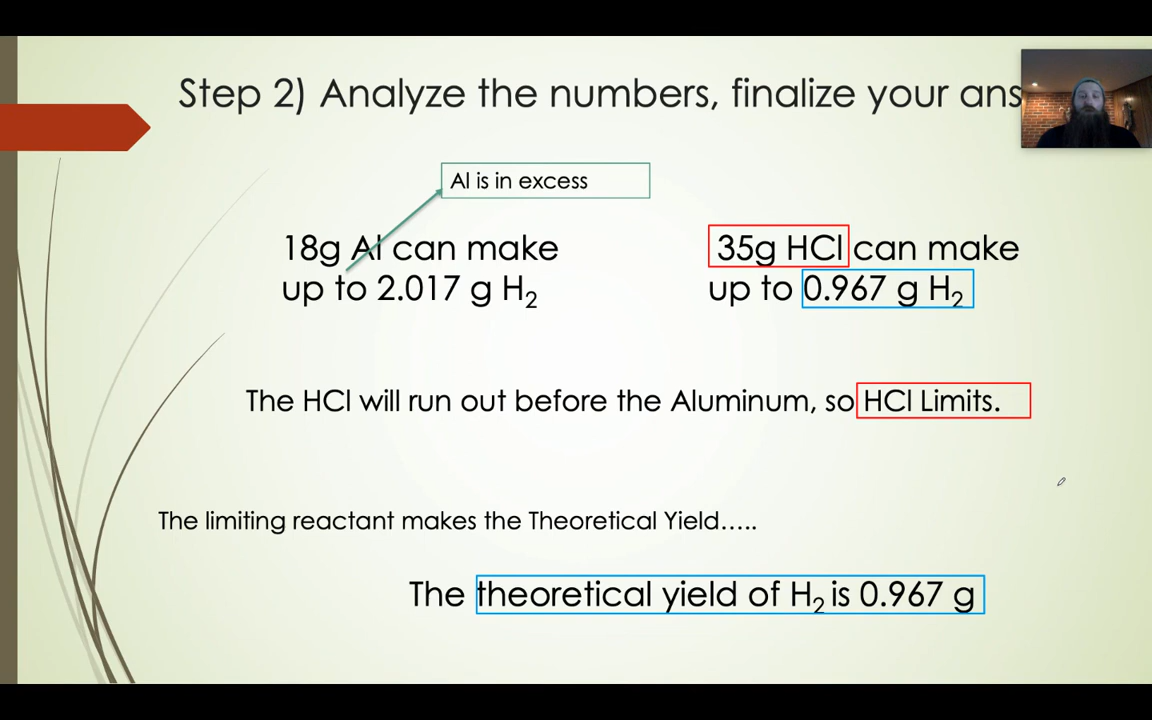 Step 2) Analyze the numbers, finalize your ans
Al is in excess
18g Al can make
up to 2.017 g H₂
35g HCl can make
up to 0.967 g H₂
The HCl will run out before the Aluminum, so HCl Limits.
The limiting reactant makes the Theoretical Yield.....
The theoretical yield of H₂ is 0.967 g